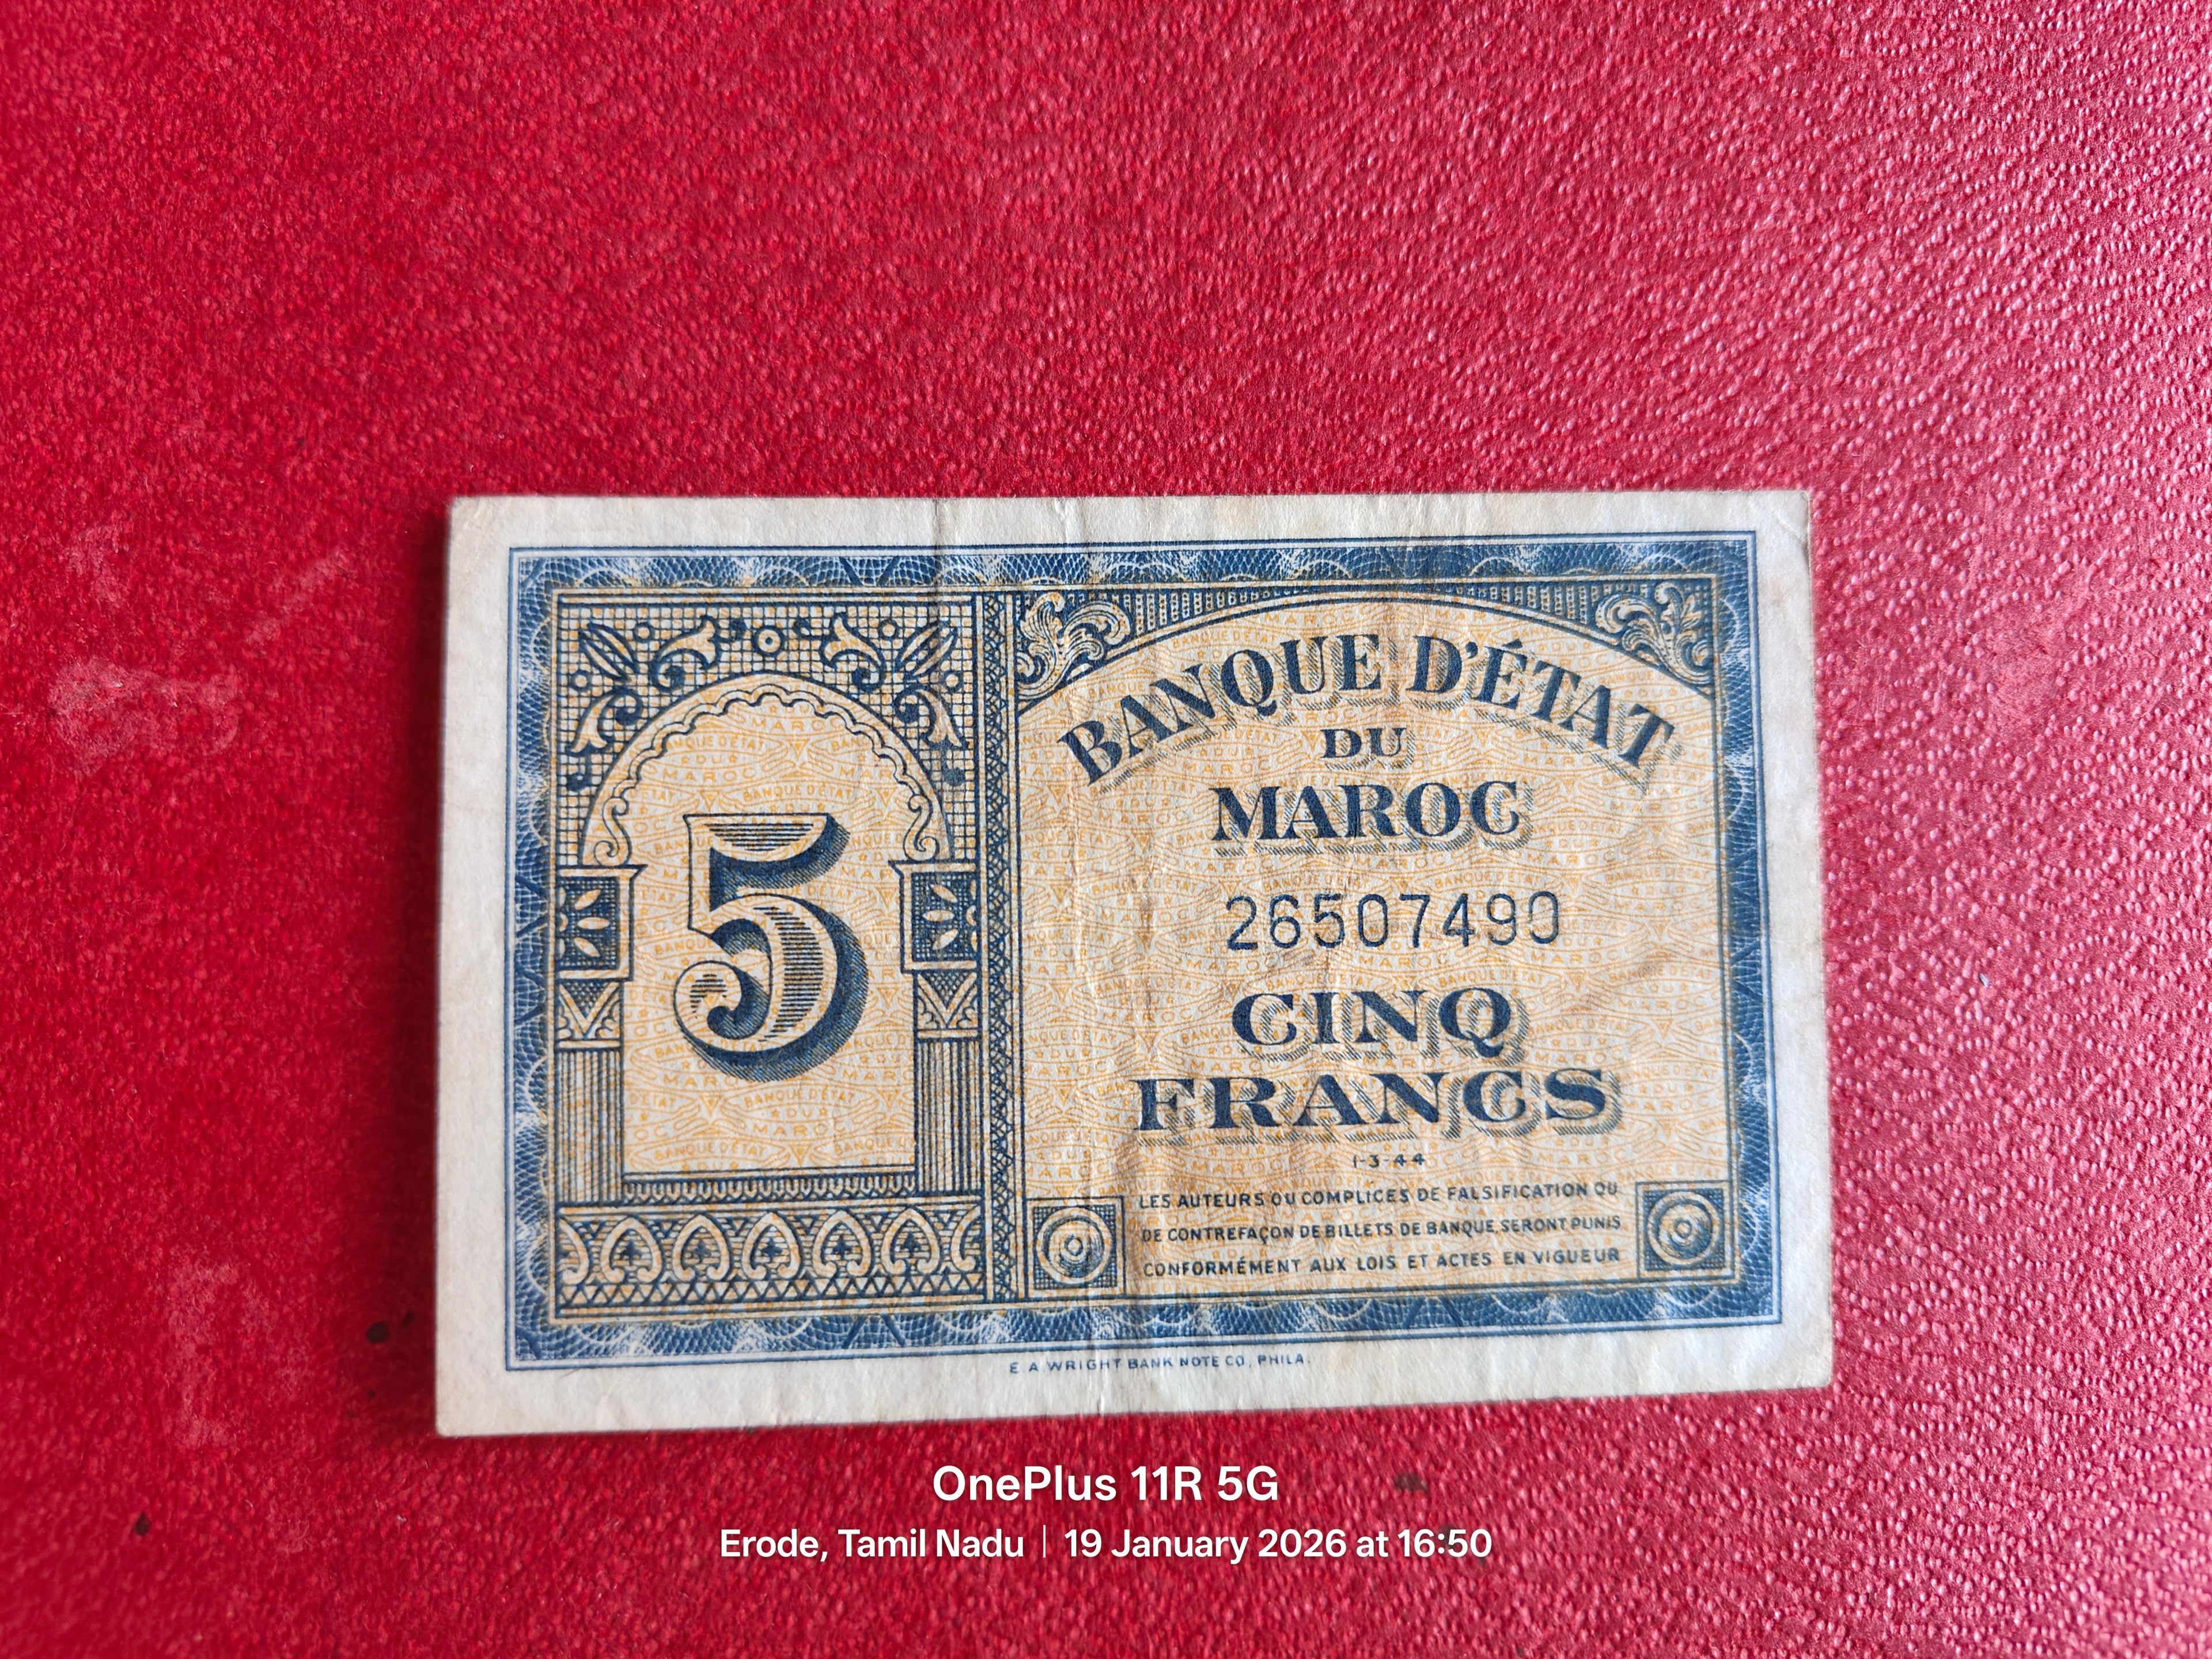 BANQUE D'ÉTAT
DU
MAROC
5
26507490
CINQ
FRANCS
1-3-44
LES AUTEURS OU COMPLICES DE FALSIFICATION OU
DE CONTREFAÇON DE BILLETS DE BANQUE, SERONT PUNIS
CONFORMÉMENT AUX LOIS ET ACTES EN VIGUEUR
E A WRIGHT BANK NOTE CO, PHILA.
OnePlus 11R 5G
Erode, Tamil Nadu | 19 January 2026 at 16:50